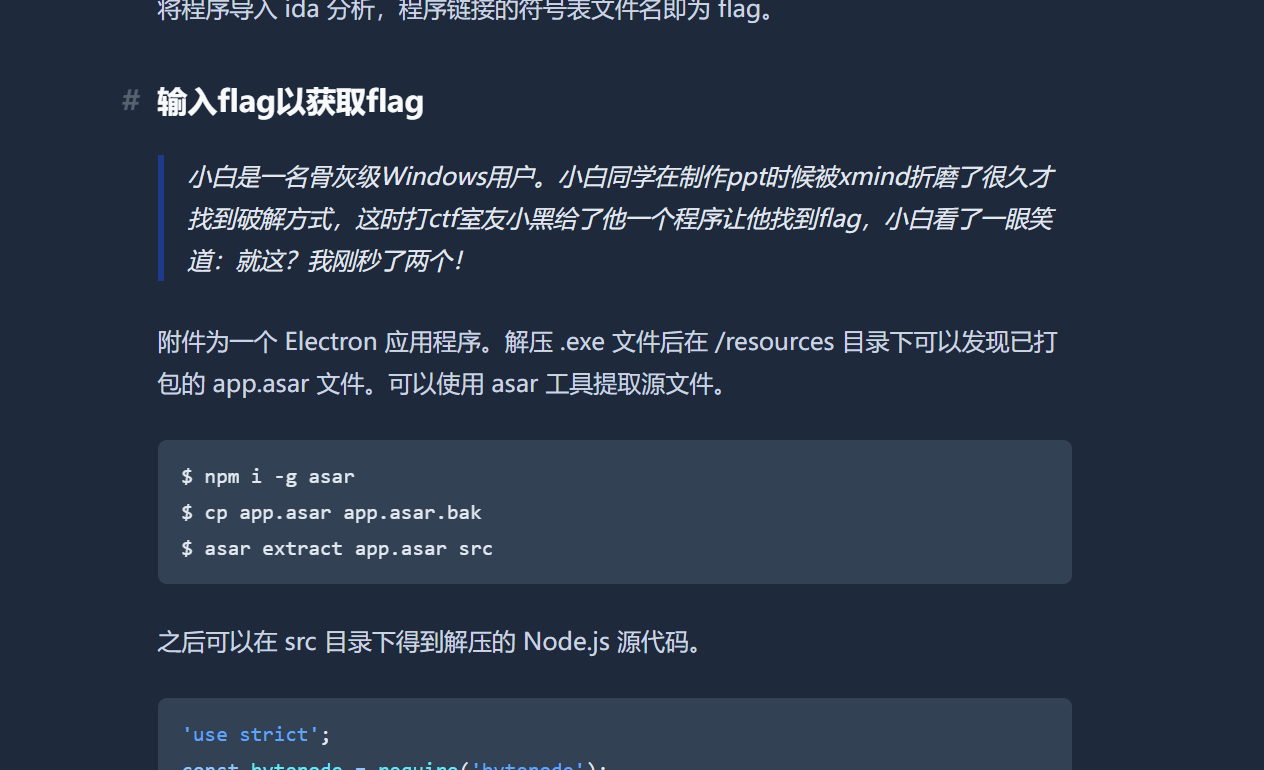 将程序导入 ida 分析，程序链接的符号表文件名即为 flag。
# 输入flag以获取flag
小白是一名骨灰级Windows用户。小白同学在制作ppt时候被xmind折磨了很久才
找到破解方式，这时打ctf室友小黑给了他一个程序让他找到flag，小白看了一眼笑
道：就这？我刚秒了两个！
附件为一个 Electron 应用程序。解压 .exe 文件后在 /resources 目录下可以发现已打
包的 app.asar 文件。可以使用 asar 工具提取源文件。
$ npm i -g asar
$ cp app.asar app.asar.bak
$ asar extract app.asar src
之后可以在 src 目录下得到解压的 Node.js 源代码。
'use strict';
const bytenode = require('bytenode');